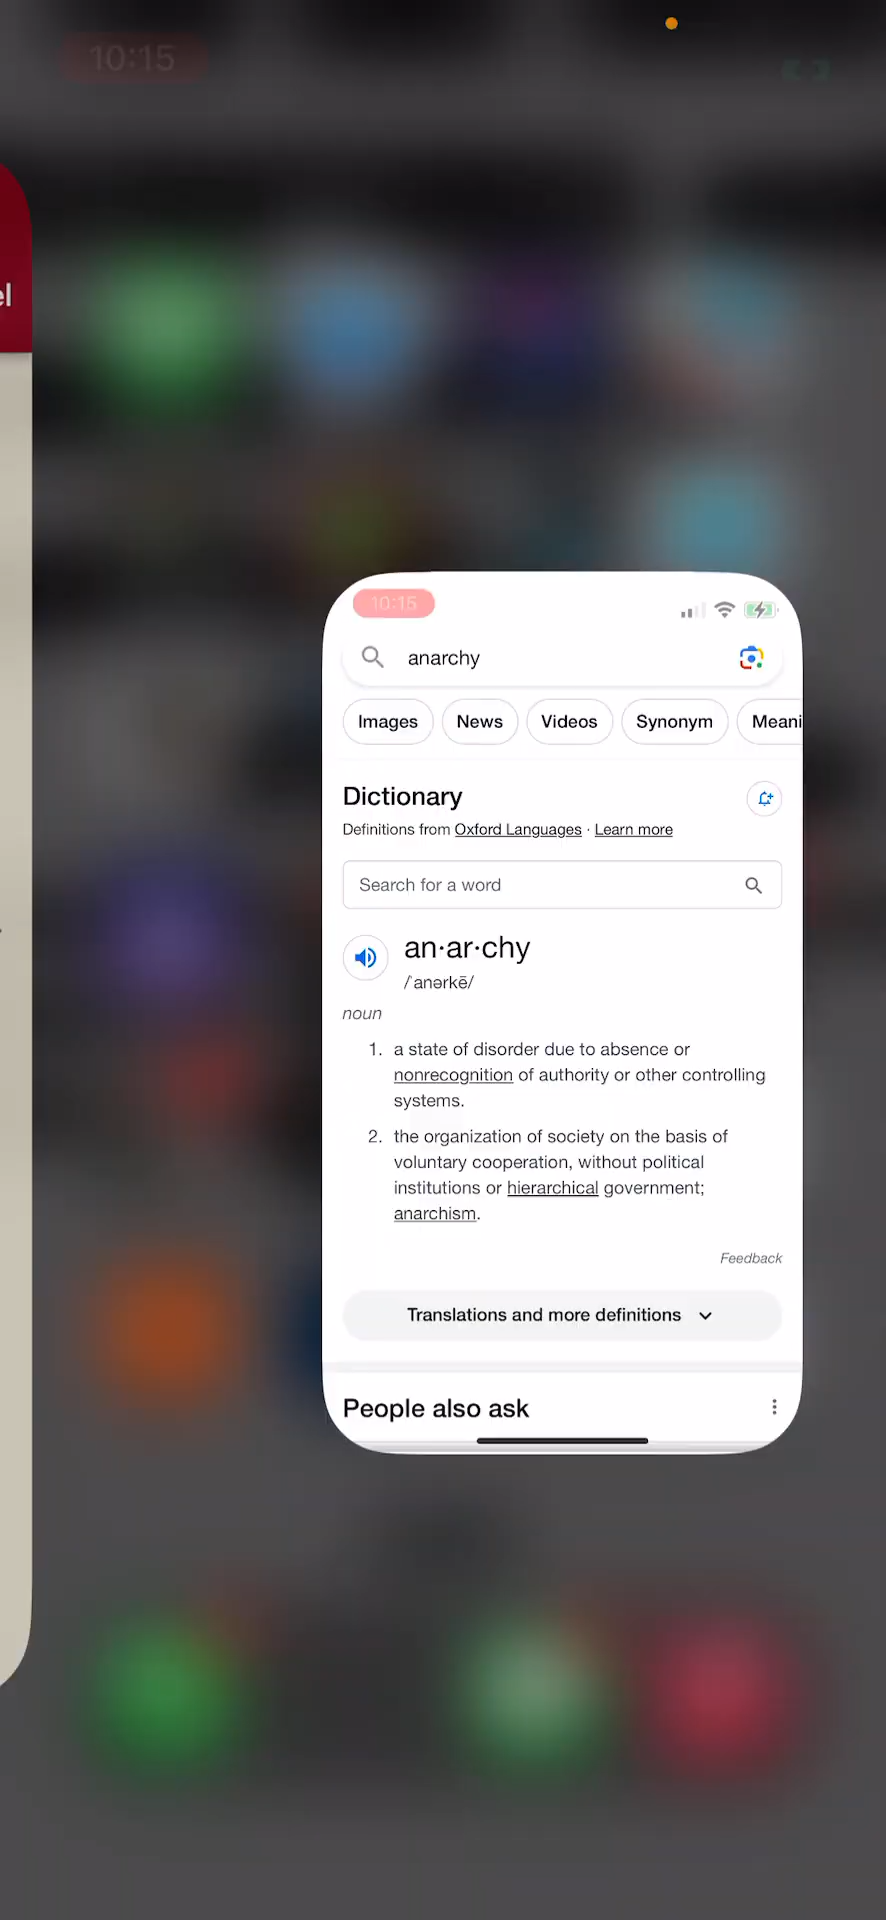 10:15
el
10:15
anarchy
Images News Videos Synonym Meani
Dictionary
Definitions from Oxford Languages · Learn more
Search for a word
an·ar·chy
/ˈanərkē/
noun
1. a state of disorder due to absence or
nonrecognition of authority or other controlling
systems.
2. the organization of society on the basis of
voluntary cooperation, without political
institutions or hierarchical government;
anarchism.
Feedback
Translations and more definitions
People also ask